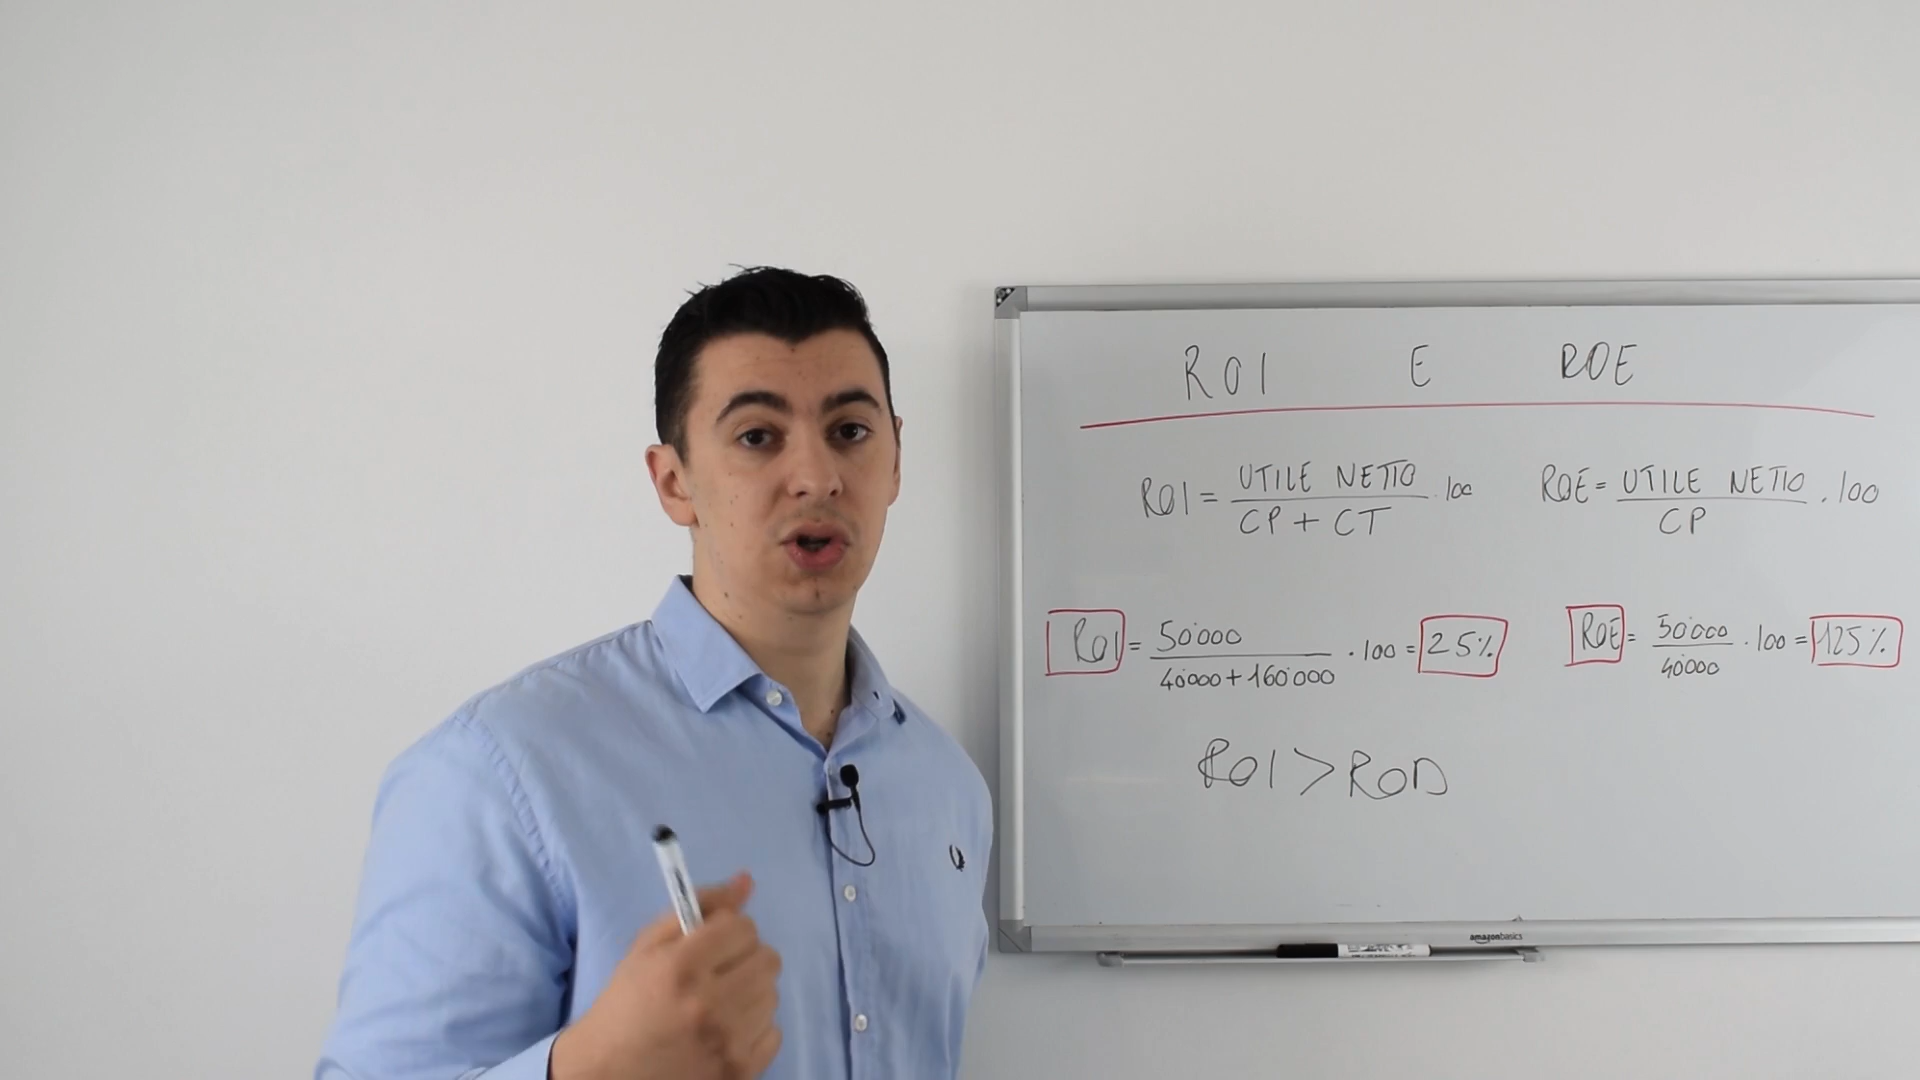 ROI E ROE
ROI = UTILE NETTO / CP + CT . 100
ROE = UTILE NETTO / CP . 100
ROI = 50'000 / 40'000 + 160'000 . 100 = 25%
ROE = 50'000 / 40'000 . 100 = 125%
ROI > ROD
amazonbasics